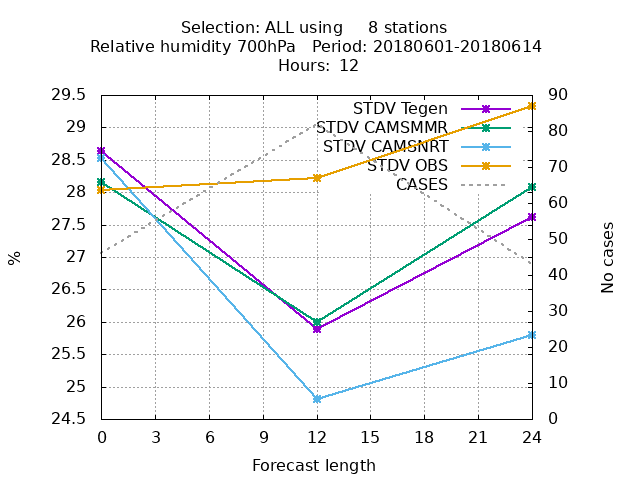 Selection: ALL using     8 stations
Relative humidity 700hPa   Period: 20180601-20180614
Hours: 12
29.5
29
28.5
28
27.5
27
26.5
26
25.5
25
24.5
%
STDV Tegen
STDV CAMSMMR
STDV CAMSNRT
STDV OBS
CASES
90
80
70
60
50
40
30
20
10
0
No cases
0 3 6 9 12 15 18 21 24
Forecast length